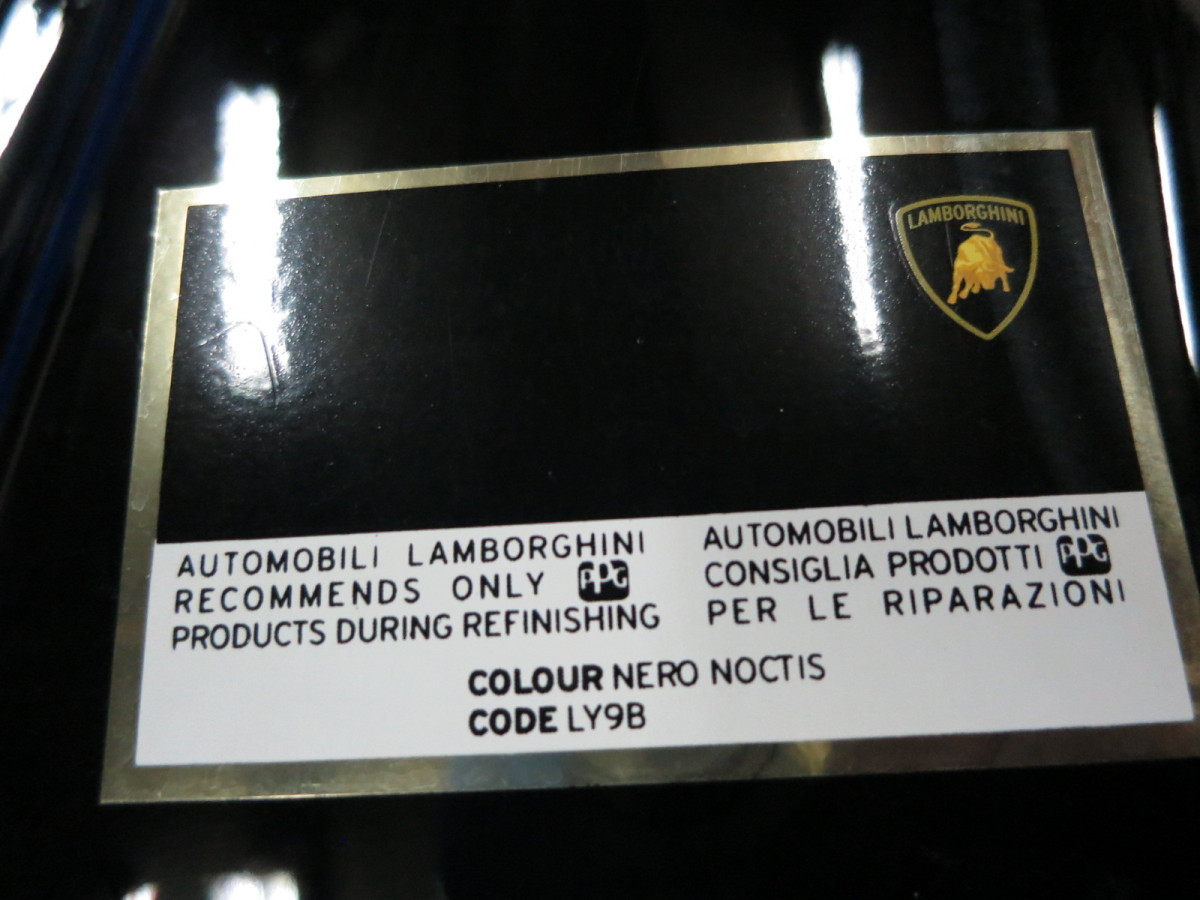 LAMBORGHINI
AUTOMOBILI LAMBORGHINI
RECOMMENDS ONLY PPG
PRODUCTS DURING REFINISHING
AUTOMOBILI LAMBORGHINI
CONSIGLIA PRODOTTI PPG
PER LE RIPARAZIONI
COLOUR NERO NOCTIS
CODE LY9B